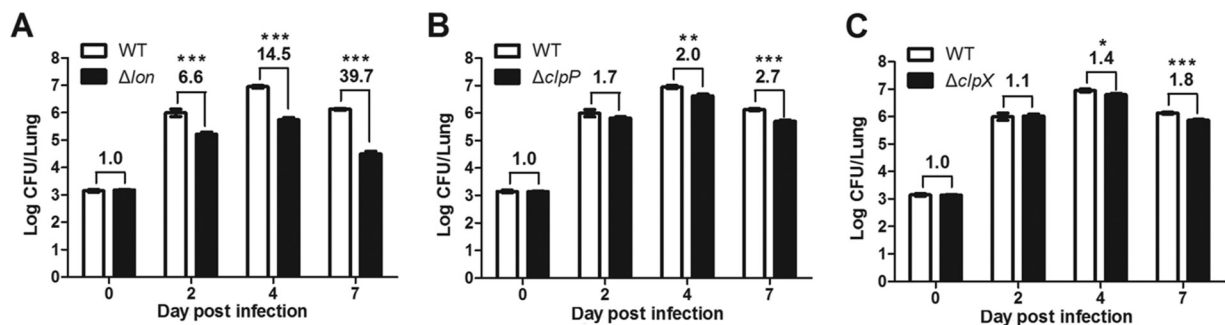 A
WT
Δlon
Log CFU/Lung
8
7
6
5
4
3
2
1
0
1.0
***
6.6
***
14.5
***
39.7
0 2 4 7
Day post infection
B
WT
ΔclpP
Log CFU/Lung
8
7
6
5
4
3
2
1
0
1.0
1.7
**
2.0
***
2.7
0 2 4 7
Day post infection
C
WT
ΔclpX
Log CFU/Lung
8
7
6
5
4
3
2
1
0
1.0
1.1
*
1.4
***
1.8
0 2 4 7
Day post infection